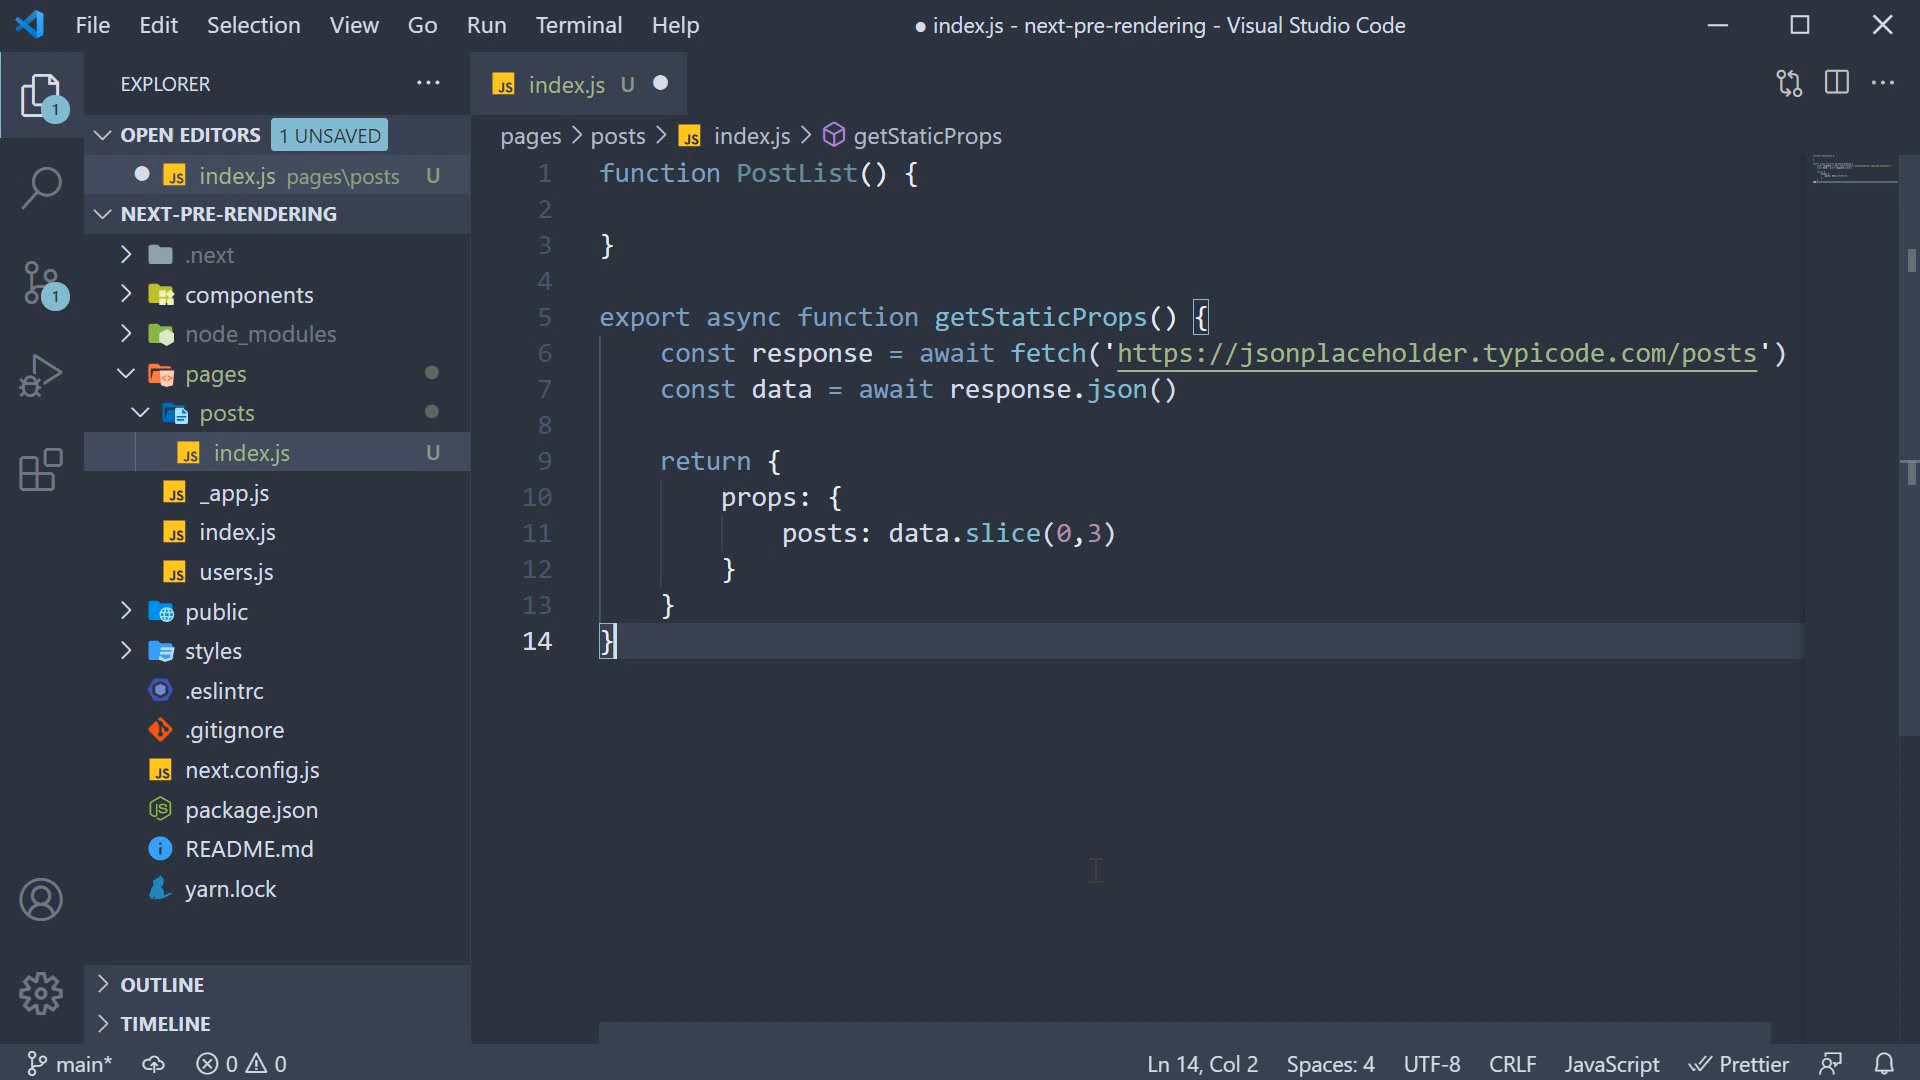 File Edit Selection View Go Run Terminal Help
● index.js - next-pre-rendering - Visual Studio Code
EXPLORER
OPEN EDITORS 1 UNSAVED
index.js pages\posts U
NEXT-PRE-RENDERING
.next
components
node_modules
pages
posts
index.js U
_app.js
index.js
users.js
public
styles
.eslintrc
.gitignore
next.config.js
package.json
README.md
yarn.lock
OUTLINE
TIMELINE
1
1
JS index.js U
pages > posts > JS index.js > getStaticProps
1 function PostList() {
2
3 }
4
5 export async function getStaticProps() {
6 const response = await fetch('https://jsonplaceholder.typicode.com/posts')
7 const data = await response.json()
8
9 return {
10 props: {
11 posts: data.slice(0,3)
12 }
13 }
14 }
main* 0 0 Ln 14, Col 2 Spaces: 4 UTF-8 CRLF JavaScript Prettier